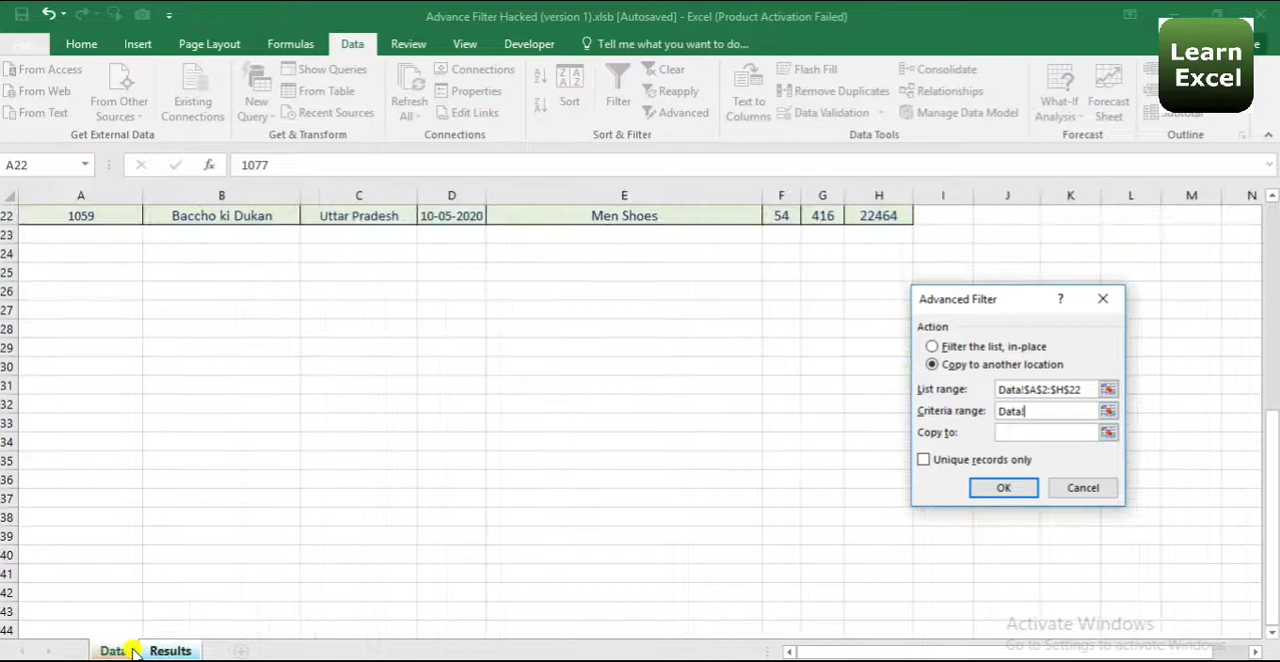 Advance Filter Hacked (version 1).xlsb [Autosaved] - Excel (Product Activation Failed)
File Home Insert Page Layout Formulas Data Review View Developer Tell me what you want to do...
Learn
Excel
From Access
From Web
From Text
From Other
Sources
Existing
Connections
Get External Data
New
Query
Show Queries
From Table
Recent Sources
Get & Transform
Refresh
All
Connections
Properties
Edit Links
Connections
Sort
Filter
Clear
Reapply
Advanced
Sort & Filter
Text to
Columns
Flash Fill
Remove Duplicates
Data Validation
Consolidate
Relationships
Manage Data Model
Data Tools
What-If
Analysis
Forecast
Sheet
Forecast
Subtotal
Outline
A22 fx 1077
A B C D E F G H I J K L M N
22 1059 Baccho ki Dukan Uttar Pradesh 10-05-2020 Men Shoes 54 416 22464
23
24
25
26
27
28
29
30
31
32
33
34
35
36
37
38
39
40
41
42
43
44
Advanced Filter ?
Action
Filter the list, in-place
Copy to another location
List range: Data!$A$2:$H$22
Criteria range: Data!
Copy to:
Unique records only
OK Cancel
Activate Windows
Go to Settings to activate Windows.
Data Results